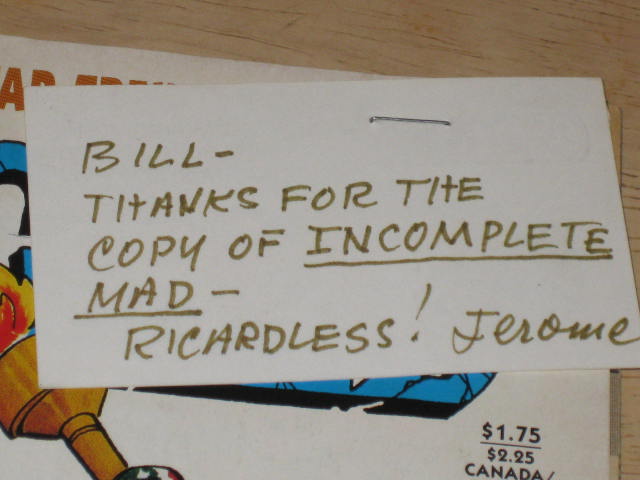 BILL-
THANKS FOR THE
COPY OF INCOMPLETE
MAD-
RICARDLESS! Jerome
$1.75
$2.25
CANADA/